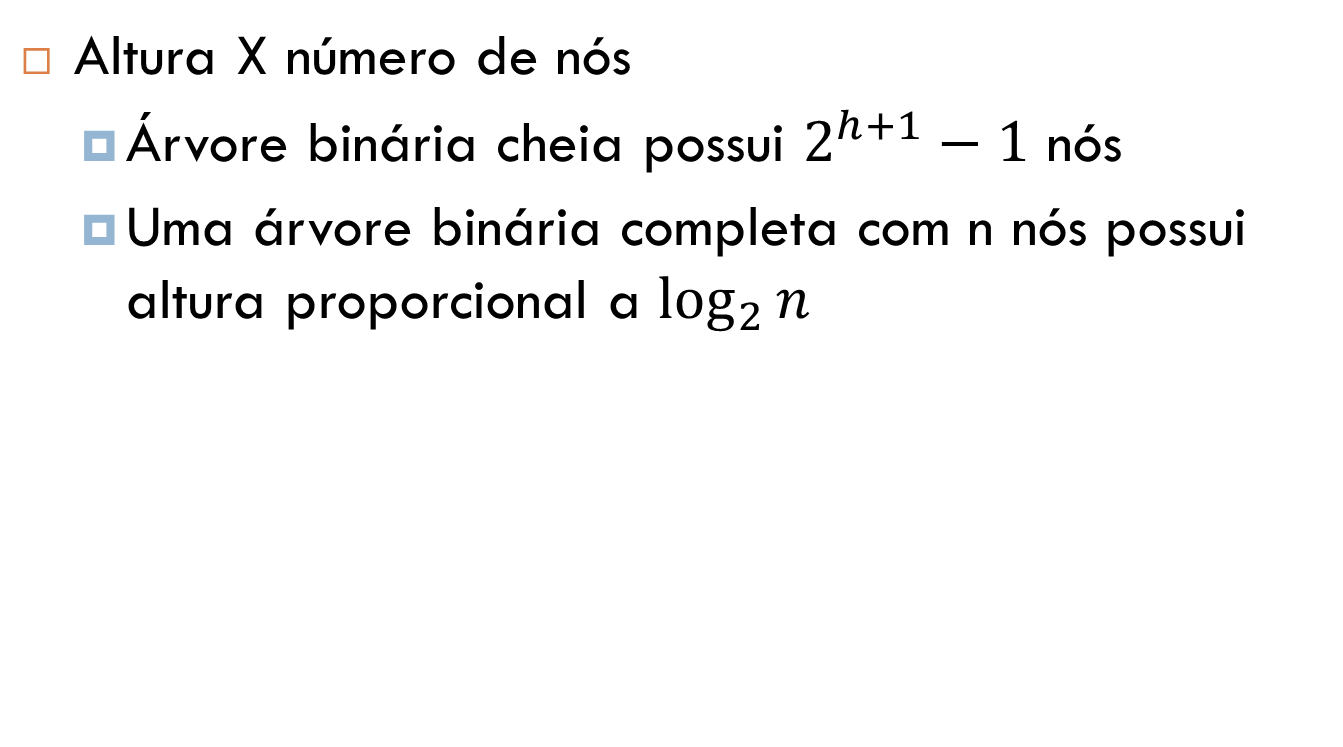 Altura X número de nós
Árvore binária cheia possui $2^{h+1} - 1$ nós
Uma árvore binária completa com n nós possui
altura proporcional a $\log_2 n$